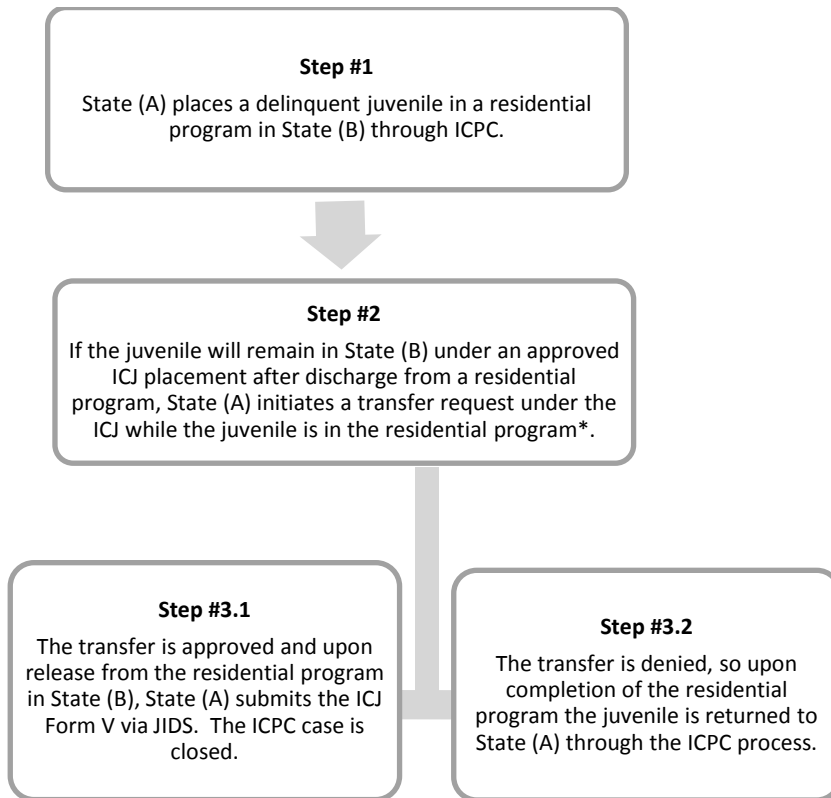 Step #1
State (A) places a delinquent juvenile in a residential
program in State (B) through ICPC.
Step #2
If the juvenile will remain in State (B) under an approved
ICJ placement after discharge from a residential
program, State (A) initiates a transfer request under the
ICJ while the juvenile is in the residential program*.
Step #3.1
The transfer is approved and upon
release from the residential program
in State (B), State (A) submits the ICJ
Form V via JIDS.  The ICPC case is
closed.
Step #3.2
The transfer is denied, so upon
completion of the residential
program the juvenile is returned to
State (A) through the ICPC process.